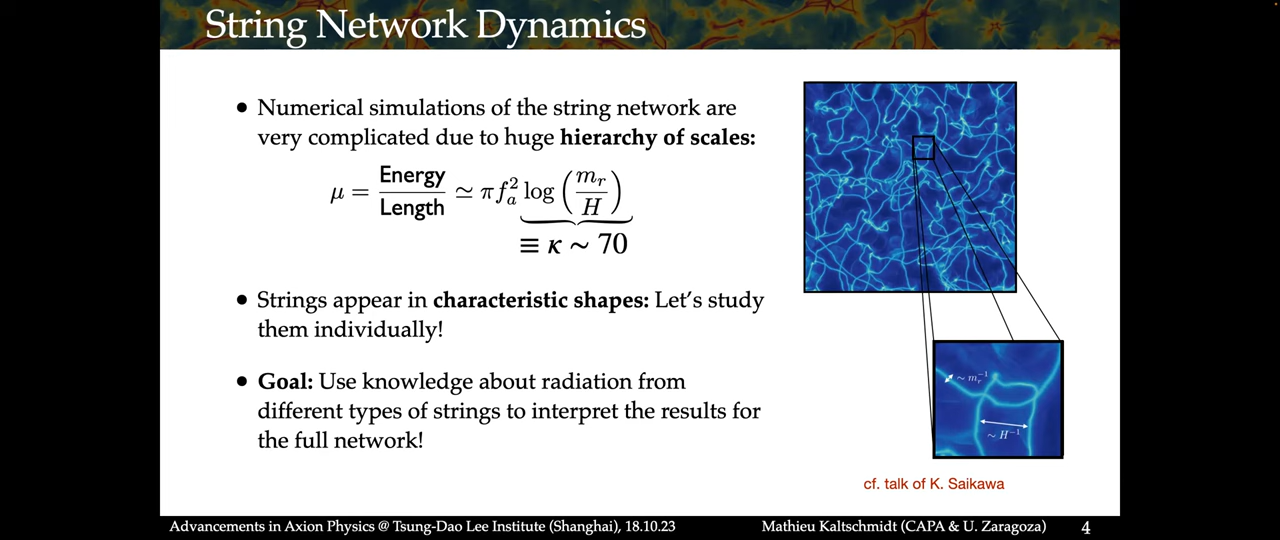 String Network Dynamics
• Numerical simulations of the string network are
very complicated due to huge hierarchy of scales:
μ = Energy / Length ≃ π f_a^2 log (m_r / H)
≡ κ ~ 70
• Strings appear in characteristic shapes: Let's study
them individually!
• Goal: Use knowledge about radiation from
different types of strings to interpret the results for
the full network!
~ m_r^{-1}
~ H^{-1}
cf. talk of K. Saikawa
Advancements in Axion Physics @ Tsung-Dao Lee Institute (Shanghai), 18.10.23
Mathieu Kaltschmidt (CAPA & U. Zaragoza)
4